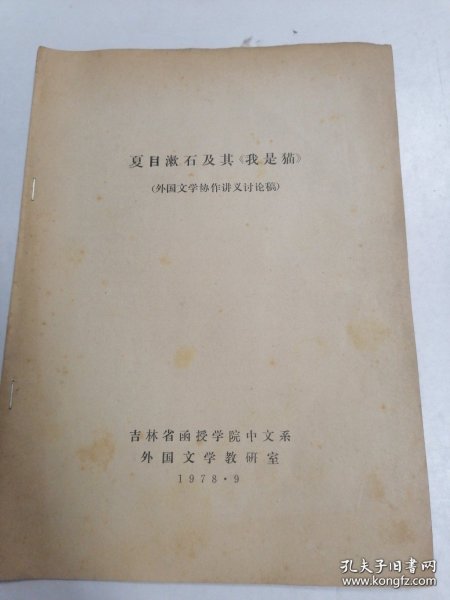 夏目漱石及其《我是猫》
(外国文学协作讲义讨论稿)
吉林省函授学院中文系
外国文学教研室
1978·9
孔夫子旧书网
www.kongfz.com